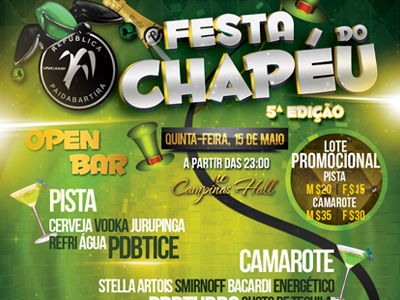 REPÚBLICA
UNICAMP
PAIDABARTIRA
FESTA DO
CHAPÉU
5ª EDIÇÃO
OPEN
BAR
QUINTA-FEIRA, 15 DE MAIO
A PARTIR DAS 23:00
no
Campinas Hall
LOTE
PROMOCIONAL
PISTA
M $20 | F $15
CAMAROTE
M $35 | F $30
PISTA
CERVEJA VODKA JURUPINGA
REFRI ÁGUA PDBTICE
CAMAROTE
STELLA ARTOIS SMIRNOFF BACARDI ENERGÉTICO